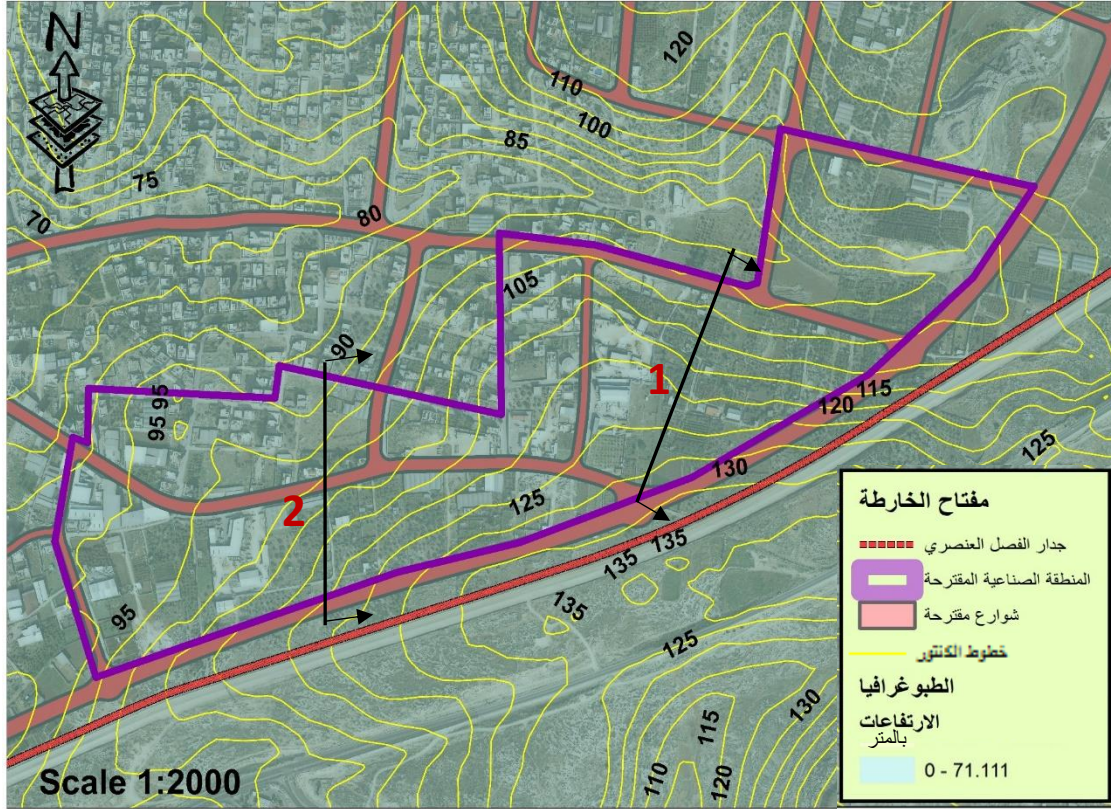 N
120
110
100
85
75
70
80
105
90
1
95
95
115
120
130
125
125
2
135
135
135
95
125
130
115
110
120
مفتاح الخارطة
جدار الفصل العنصري
المنطقة الصناعية المقترحة
شوارع مقترحة
خطوط الكنتور
الطبوغرافيا
الارتفاعات
بالمتر
0 - 71.111
Scale 1:2000